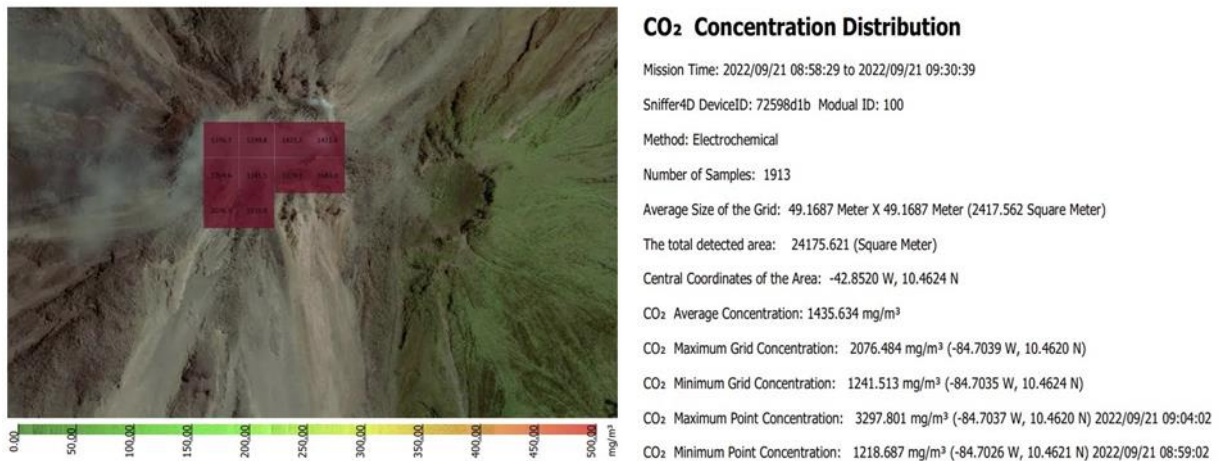 CO₂ Concentration Distribution
Mission Time: 2022/09/21 08:58:29 to 2022/09/21 09:30:39
Sniffer4D DeviceID: 72598d1b Modual ID: 100
Method: Electrochemical
Number of Samples: 1913
Average Size of the Grid: 49.1687 Meter X 49.1687 Meter (2417.562 Square Meter)
The total detected area: 24175.621 (Square Meter)
Central Coordinates of the Area: -42.8520 W, 10.4624 N
CO₂ Average Concentration: 1435.634 mg/m³
CO₂ Maximum Grid Concentration: 2076.484 mg/m³ (-84.7039 W, 10.4620 N)
CO₂ Minimum Grid Concentration: 1241.513 mg/m³ (-84.7035 W, 10.4624 N)
CO₂ Maximum Point Concentration: 3297.801 mg/m³ (-84.7037 W, 10.4620 N) 2022/09/21 09:04:02
CO₂ Minimum Point Concentration: 1218.687 mg/m³ (-84.7026 W, 10.4621 N) 2022/09/21 08:59:02
0.00 50.00 100.00 150.00 200.00 250.00 300.00 350.00 400.00 450.00 500.00 mg/m³